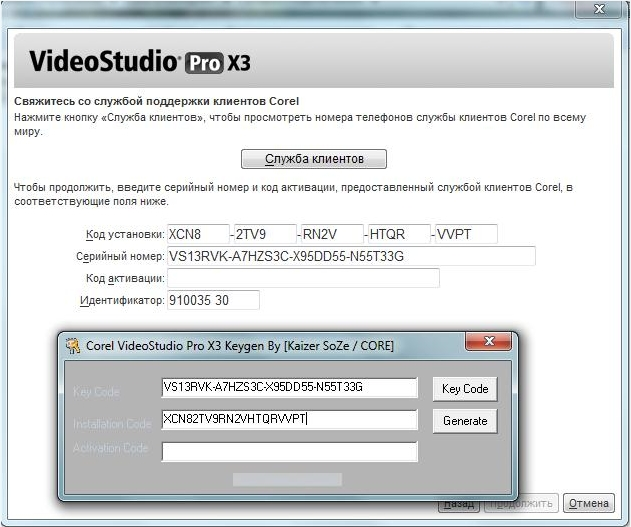 VideoStudio® Pro X3
Свяжитесь со службой поддержки клиентов Corel
Нажмите кнопку «Служба клиентов», чтобы просмотреть номера телефонов службы клиентов Corel по всему
миру.
Служба клиентов
Чтобы продолжить, введите серийный номер и код активации, предоставленный службой клиентов Corel, в
соответствующие поля ниже.
Код установки: XCN8 -2TV9 -RN2V -HTQR -VVPT
Серийный номер: VS13RVK-A7HZS3C-X95DD55-N55T33G
Код активации:
Идентификатор: 910035 30
Corel VideoStudio Pro X3 Keygen By [Kaizer SoZe / CORE]
Key Code VS13RVK-A7HZS3C-X95DD55-N55T33G Key Code
Installation Code XCN82TV9RN2VHTQRVVPT Generate
Activation Code
Назад Продолжить Отмена